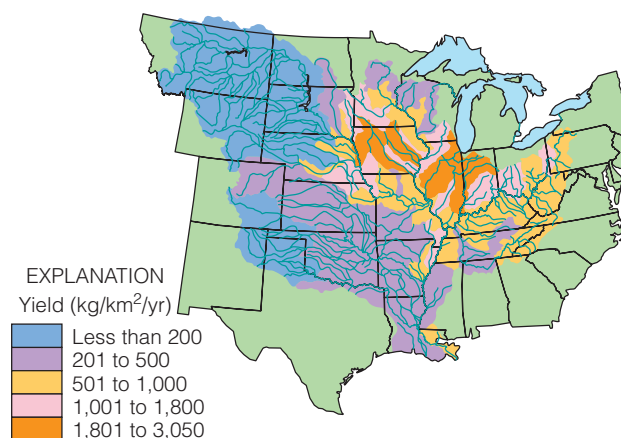 EXPLANATION
Yield (kg/km²/yr)
Less than 200
201 to 500
501 to 1,000
1,001 to 1,800
1,801 to 3,050